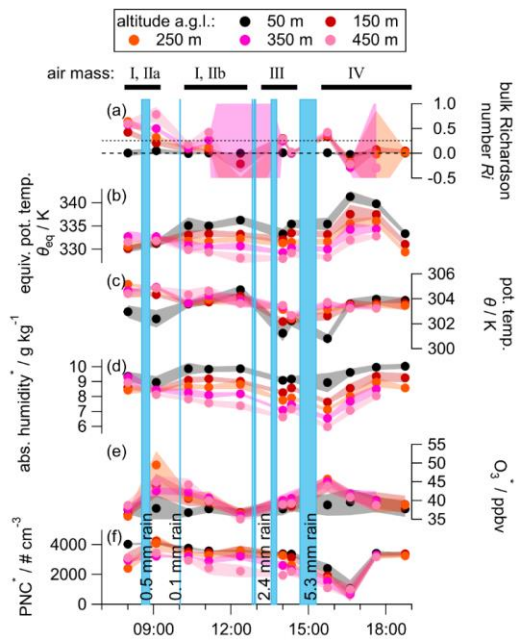 altitude a.g.l.: 50 m 150 m
250 m 350 m 450 m
air mass: I, IIa I, IIb III IV
(a)
1.0
0.5
0.0
-0.5
bulk Richardson
number Ri
(b)
equiv. pot. temp.
θeq / K
340
330
(c)
306
304
302
300
pot. temp.
θ / K
(d)
abs. humidity* / g kg-1
10
9
8
7
6
(e)
55
50
45
40
35
O3* / ppbv
(f)
PNC* / # cm-3
4000
2000
0
0.5 mm rain
0.1 mm rain
2.4 mm rain
5.3 mm rain
09:00 12:00 15:00 18:00